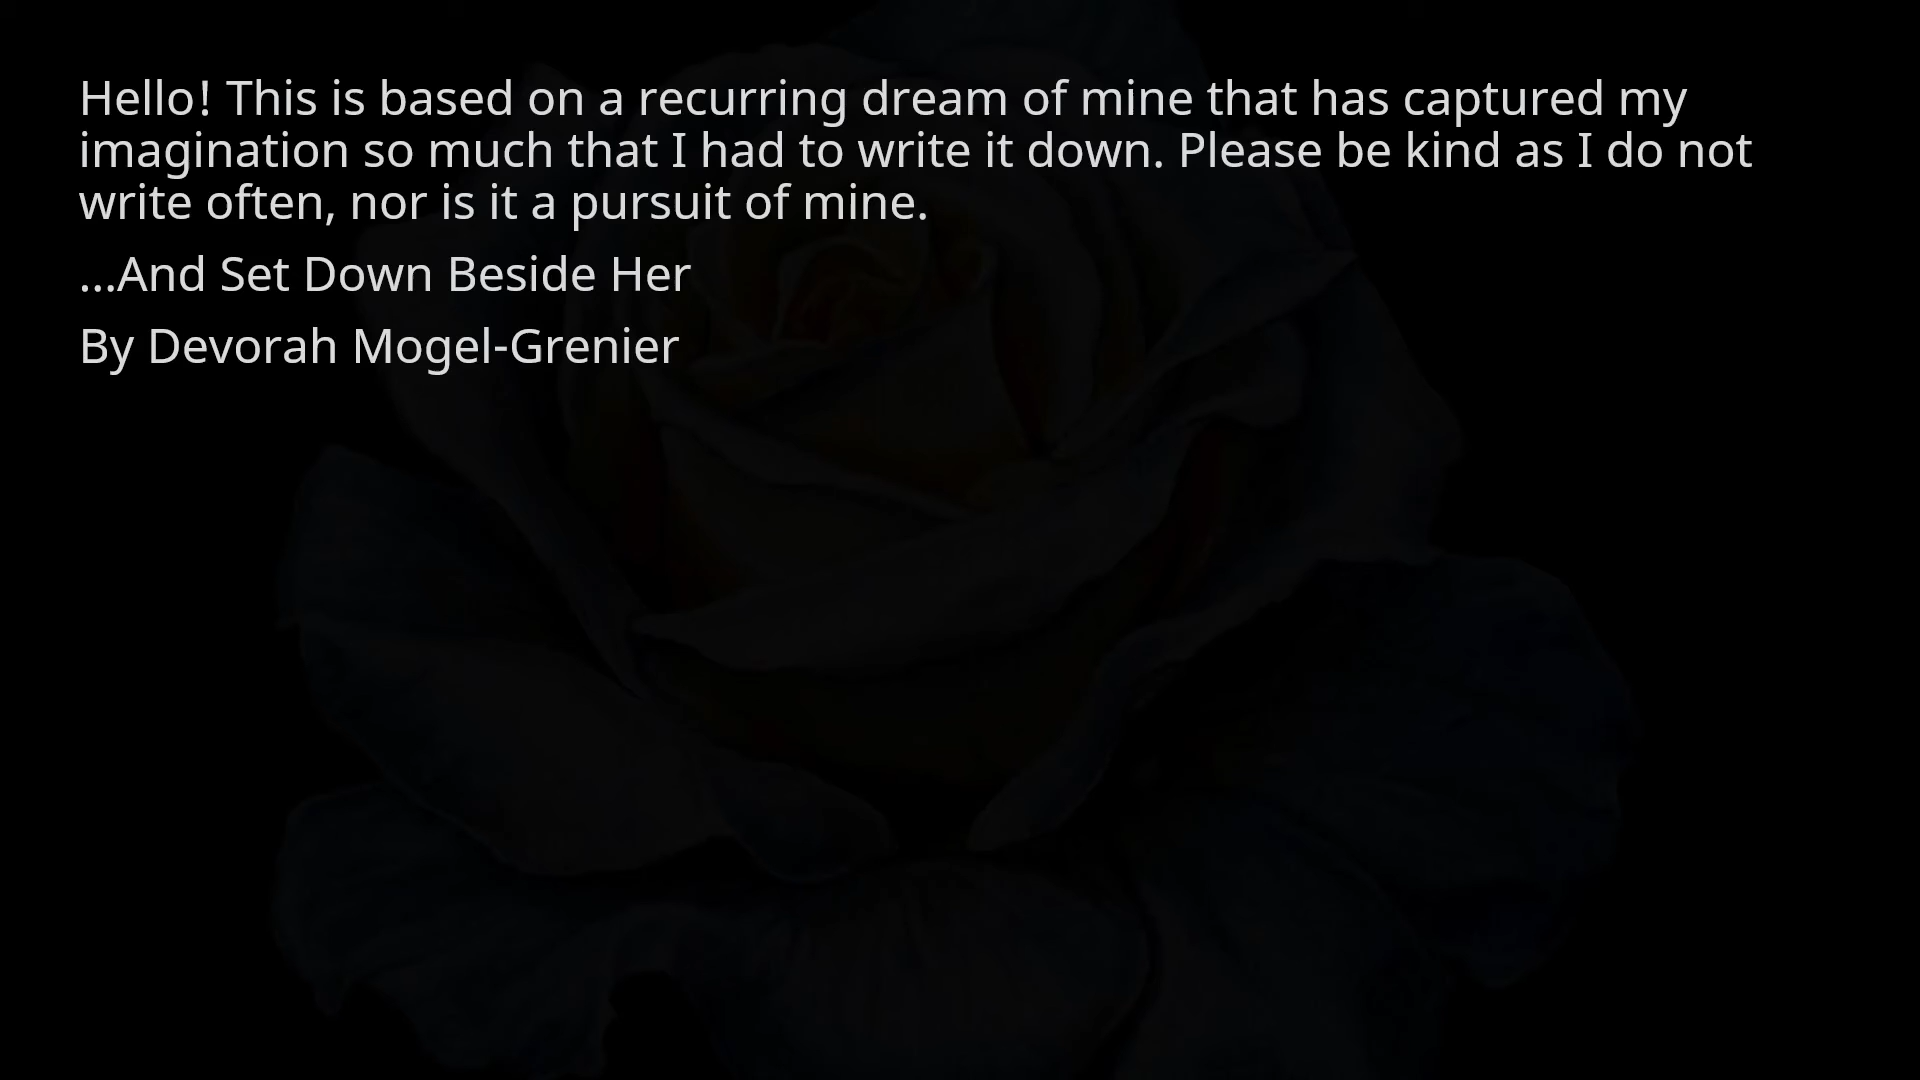 Hello! This is based on a recurring dream of mine that has captured my
imagination so much that I had to write it down. Please be kind as I do not
write often, nor is it a pursuit of mine.
...And Set Down Beside Her
By Devorah Mogel-Grenier